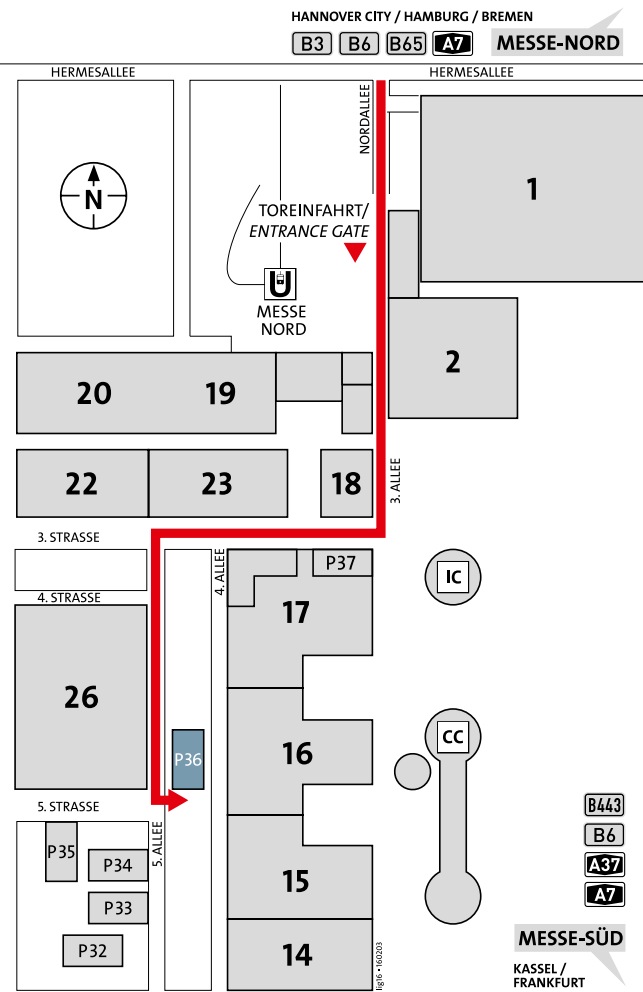 HANNOVER CITY / HAMBURG / BREMEN
B3 B6 B65 A7 MESSE-NORD
HERMESALLEE HERMESALLEE
NORDALLEE
1
N
TOREINFAHRT/
ENTRANCE GATE
U
MESSE
NORD
2
20 19
22 23 18
3. ALLEE
3. STRASSE
4. ALLEE
P37
IC
4. STRASSE
17
26
CC
16
P36
5. STRASSE
B443
B6
5. ALLEE
P35
P34
A37
15
A7
P33
P32
MESSE-SÜD
14
lig16 • 160203
KASSEL /
FRANKFURT